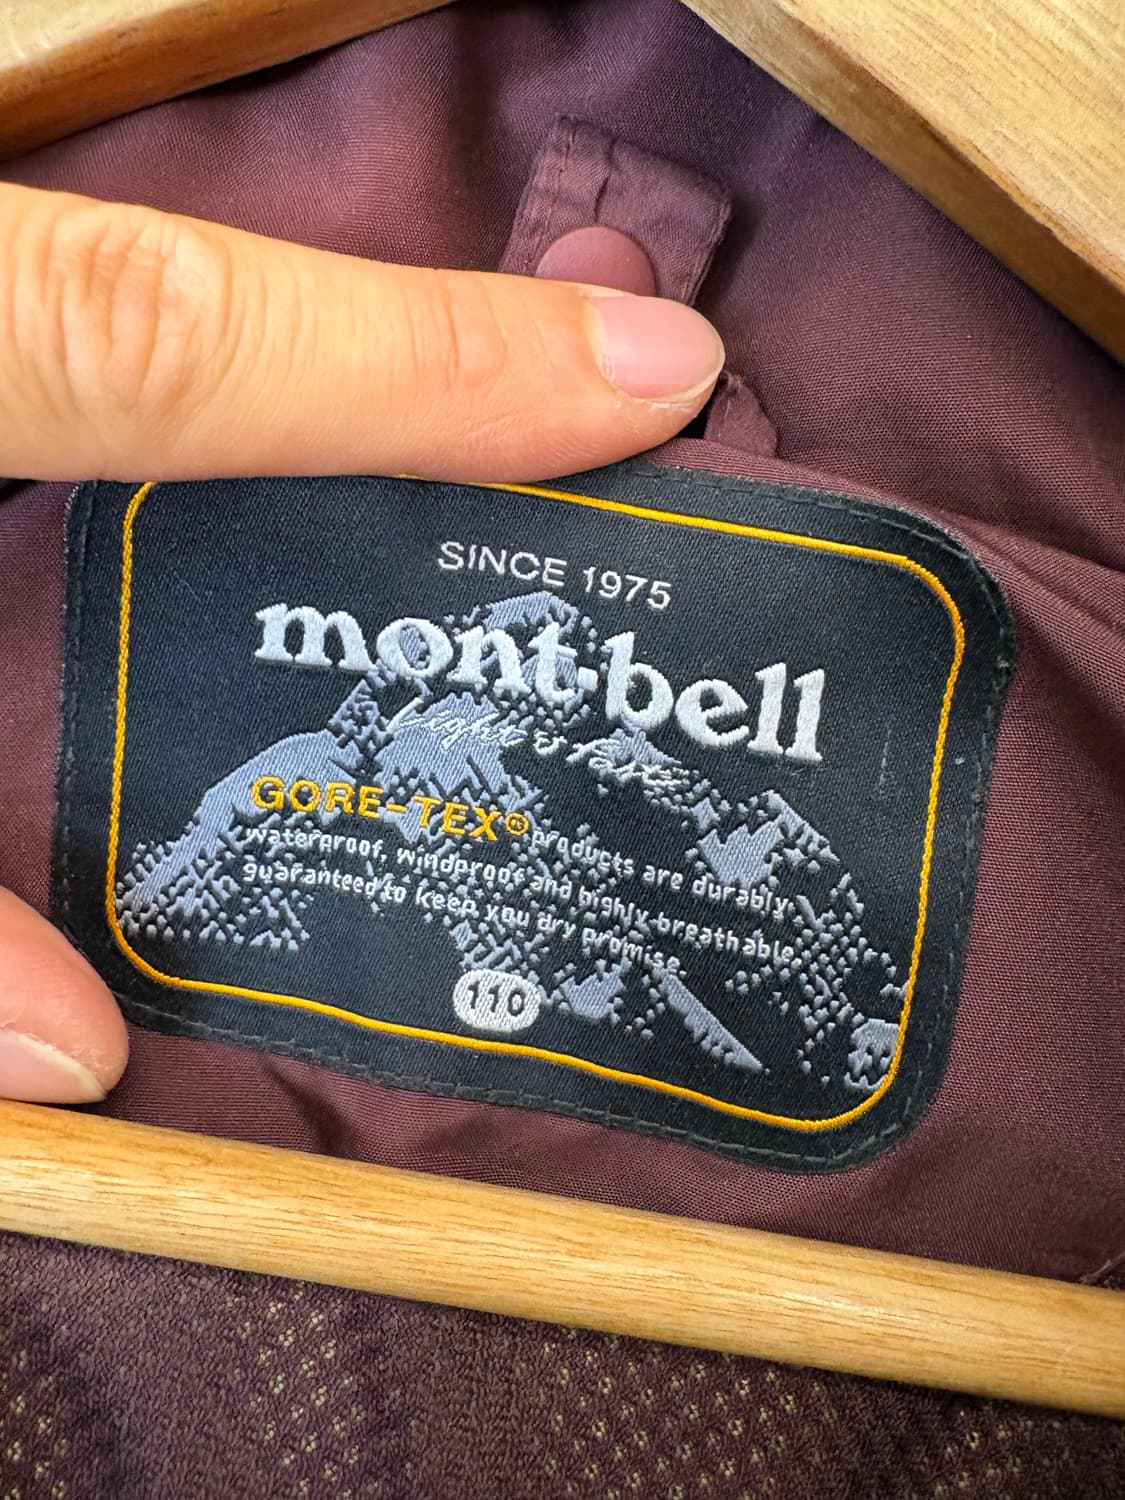 SINCE 1975
mont-bell
Light & fast
GORE-TEX® products are durably
waterproof, windproof and highly breathable,
guaranteed to keep you dry promise.
110